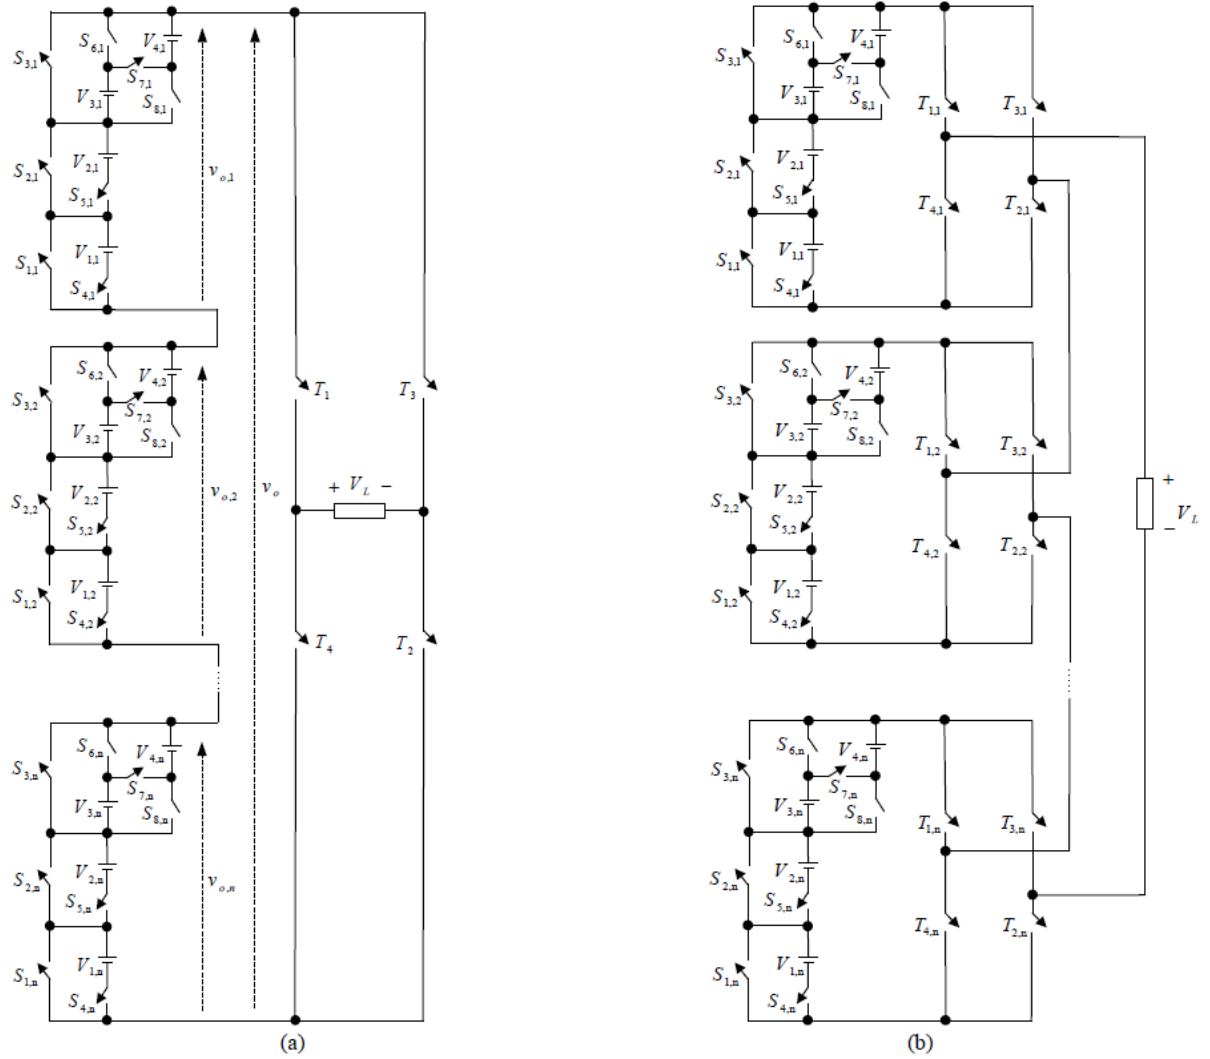 S3,1
S6,1
V4,1
S7,1
V3,1
S8,1
S2,1
V2,1
S5,1
vo,1
S1,1
V1,1
S4,1
S3,2
S6,2
V4,2
S7,2
V3,2
S8,2
S2,2
V2,2
S5,2
vo,2
vo
S1,2
V1,2
S4,2
T1
T3
+ VL −
T4
T2
S3,n
S6,n
V4,n
S7,n
V3,n
S8,n
S2,n
V2,n
S5,n
vo,n
S1,n
V1,n
S4,n
(a)
S3,1
S6,1
V4,1
S7,1
V3,1
S8,1
T1,1
T3,1
S2,1
V2,1
S5,1
T4,1
T2,1
S1,1
V1,1
S4,1
S3,2
S6,2
V4,2
S7,2
V3,2
S8,2
T1,2
T3,2
S2,2
V2,2
S5,2
T4,2
T2,2
S1,2
V1,2
S4,2
+
VL
−
S3,n
S6,n
V4,n
S7,n
V3,n
S8,n
T1,n
T3,n
S2,n
V2,n
S5,n
T4,n
T2,n
S1,n
V1,n
S4,n
(b)